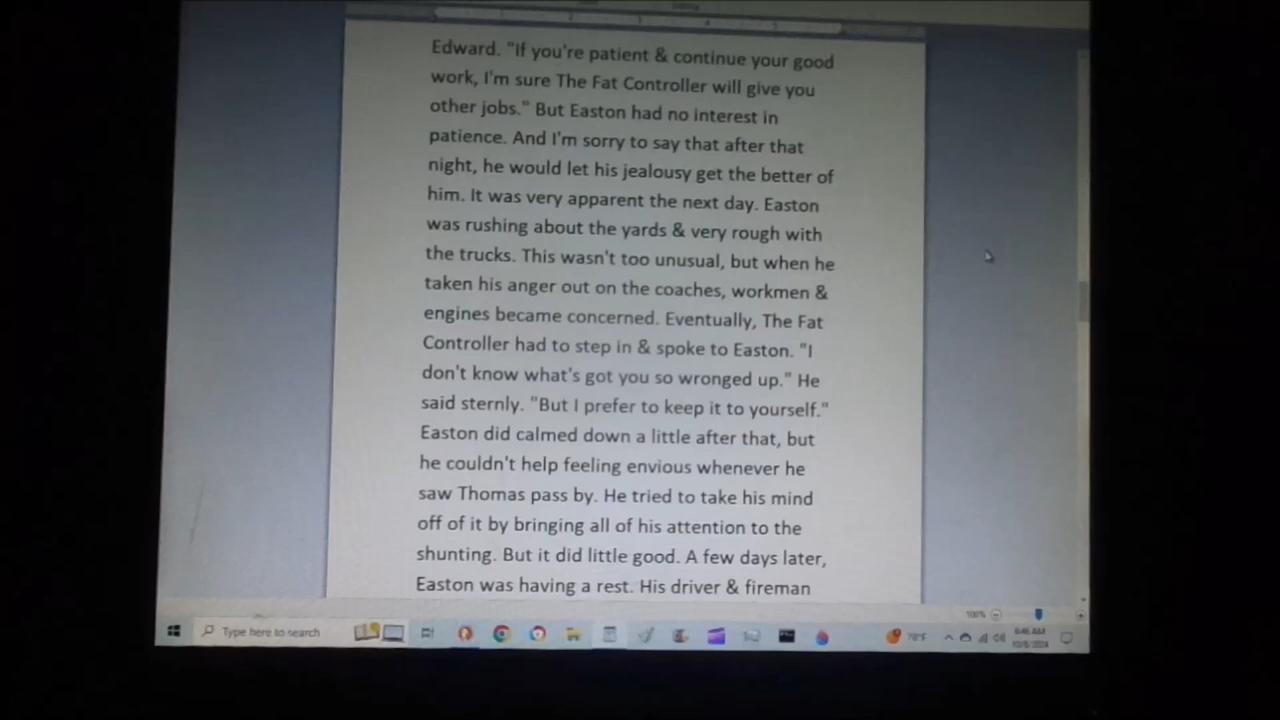 Edward. "If you're patient & continue your good
work, I'm sure The Fat Controller will give you
other jobs." But Easton had no interest in
patience. And I'm sorry to say that after that
night, he would let his jealousy get the better of
him. It was very apparent the next day. Easton
was rushing about the yards & very rough with
the trucks. This wasn't too unusual, but when he
taken his anger out on the coaches, workmen &
engines became concerned. Eventually, The Fat
Controller had to step in & spoke to Easton. "I
don't know what's got you so wronged up." He
said sternly. "But I prefer to keep it to yourself."
Easton did calmed down a little after that, but
he couldn't help feeling envious whenever he
saw Thomas pass by. He tried to take his mind
off of it by bringing all of his attention to the
shunting. But it did little good. A few days later,
Easton was having a rest. His driver & fireman
100%
Type here to search
78°F
8:46 AM